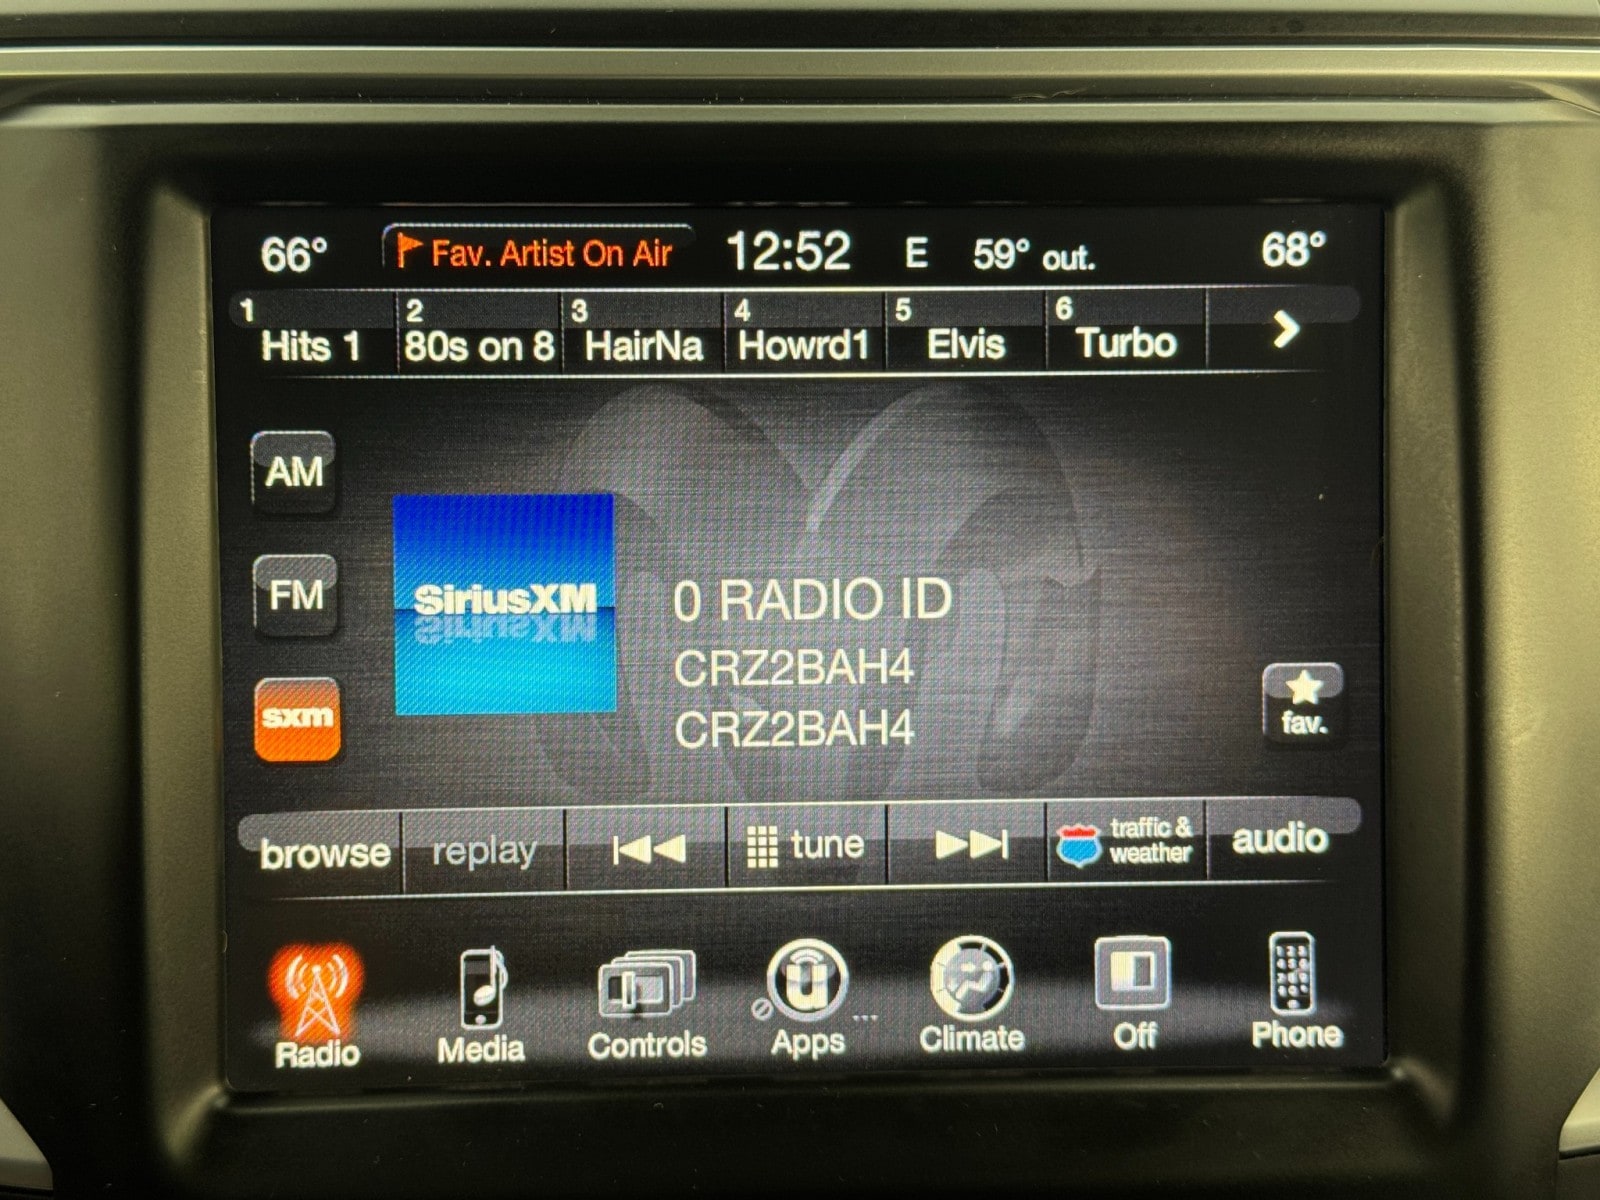 66° Fav. Artist On Air 12:52 E 59° out. 68°
1 2 3 4 5 6
Hits 1 80s on 8 HairNa Howrd1 Elvis Turbo
AM
FM
sxm
SiriusXM
0 RADIO ID
CRZ2BAH4
CRZ2BAH4
fav.
browse replay tune traffic & weather audio
Radio Media Controls Apps ... Climate Off Phone